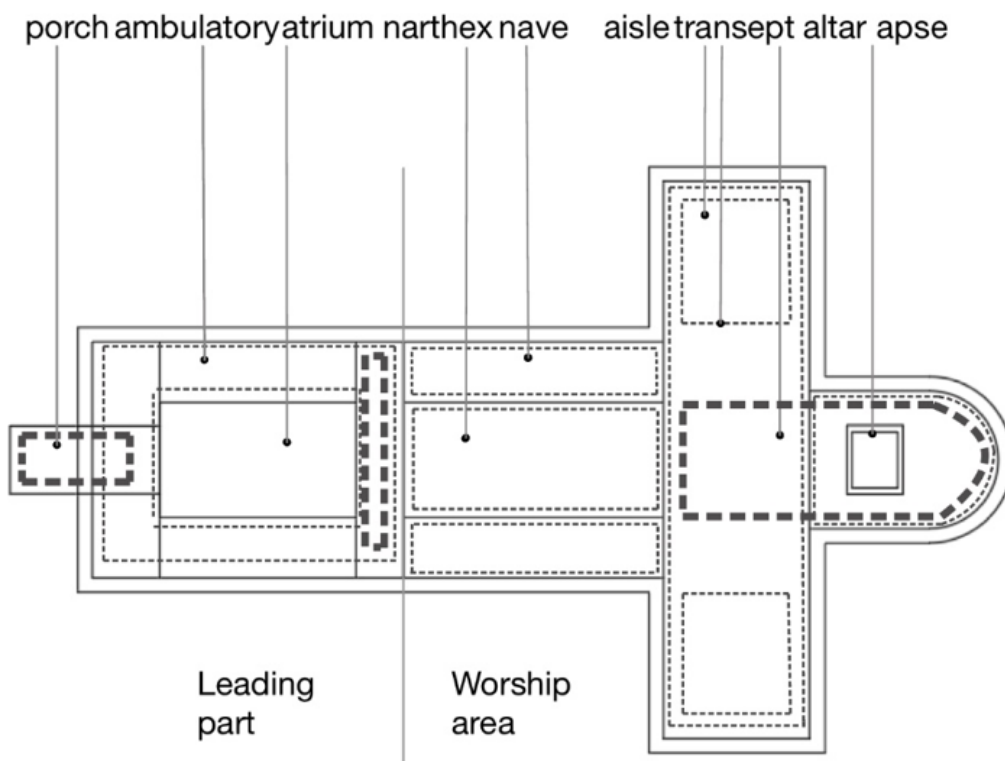 porch ambulatory atrium narthex nave aisle transept altar apse
Leading
part
Worship
area